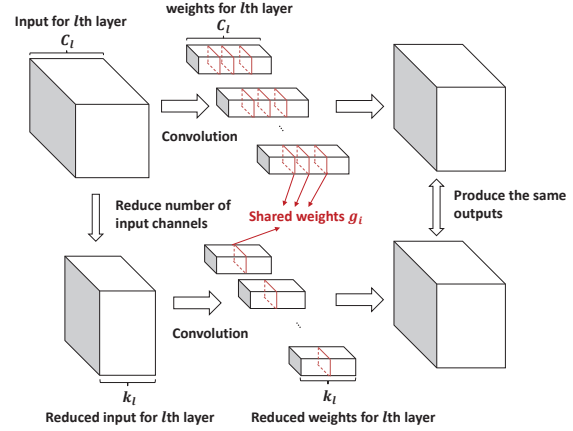 weights for lth layer
Input for lth layer
C_l
C_l
Convolution
..
Reduce number of
input channels
Shared weights g_i
Produce the same
outputs
Convolution
..
k_l
k_l
Reduced input for lth layer
Reduced weights for lth layer